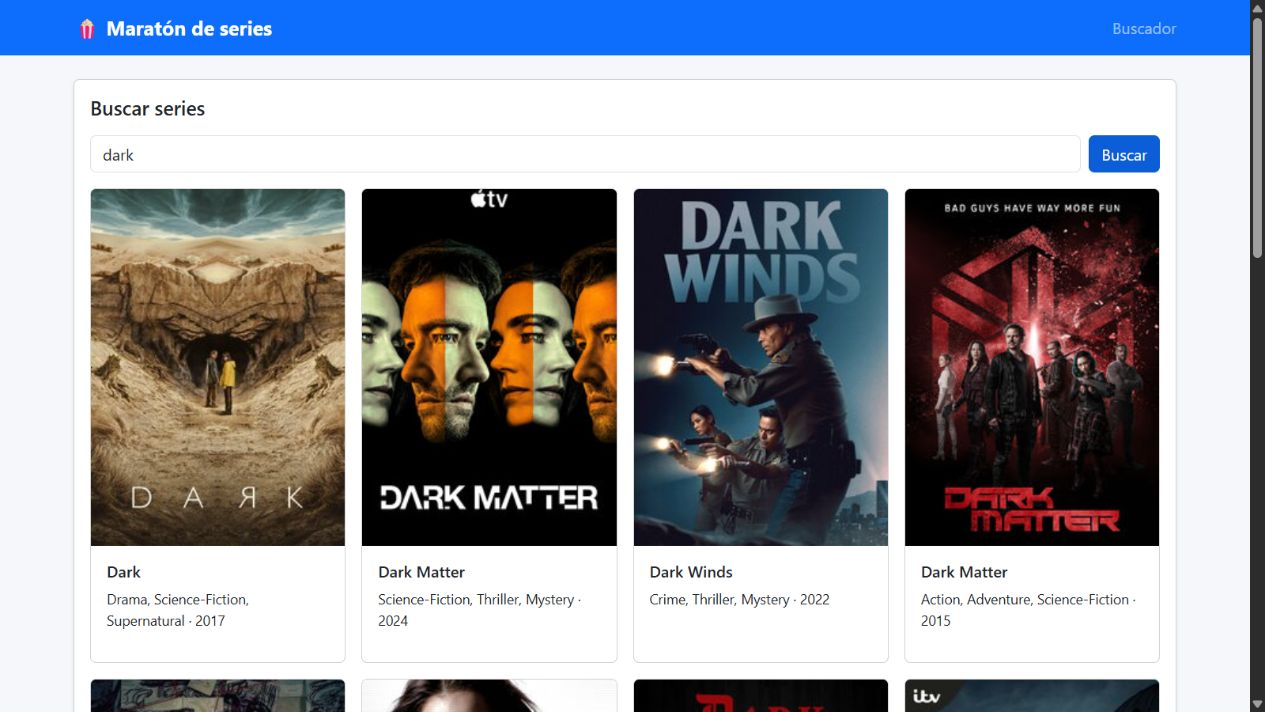 Maratón de series
Buscador
Buscar series
dark
Buscar
tv
DARK
DARK MATTER
DARK
WINDS
BAD GUYS HAVE WAY MORE FUN
DARK
MATTER
Dark
Drama, Science-Fiction,
Supernatural · 2017
Dark Matter
Science-Fiction, Thriller, Mystery ·
2024
Dark Winds
Crime, Thriller, Mystery · 2022
Dark Matter
Action, Adventure, Science-Fiction ·
2015
DARK
itv